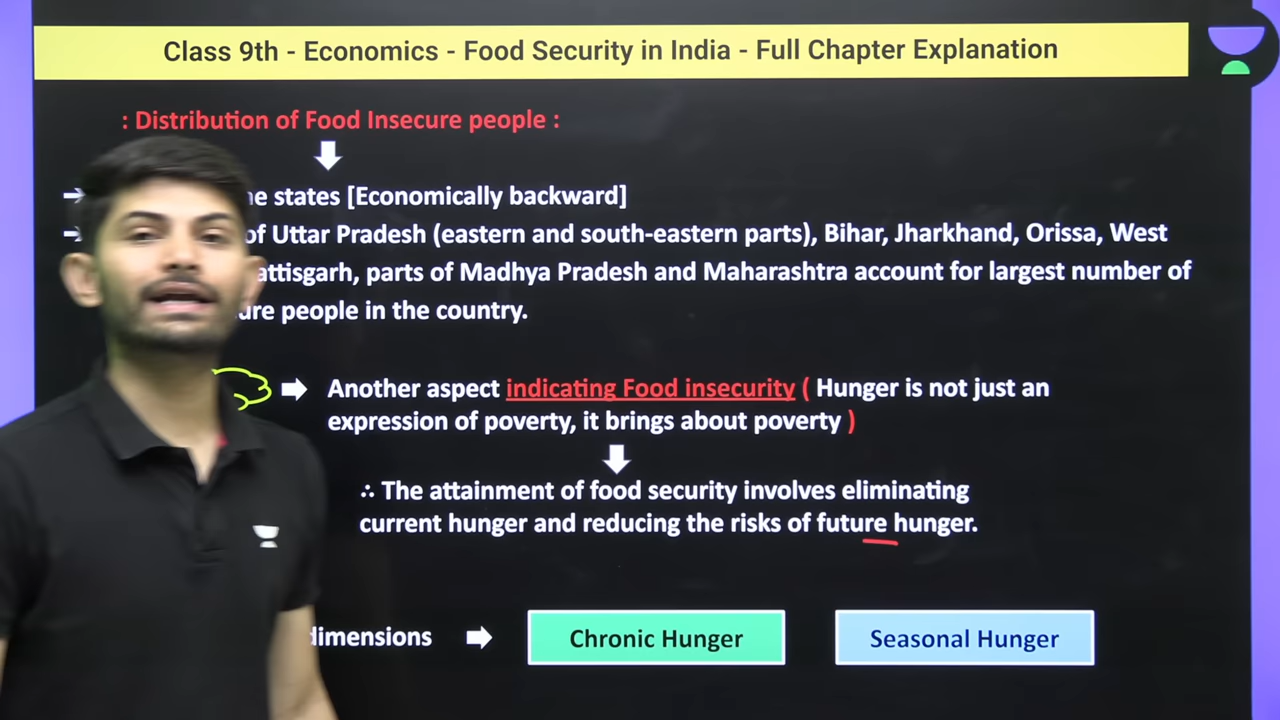 Class 9th - Economics - Food Security in India - Full Chapter Explanation
: Distribution of Food Insecure people :
states [Economically backward]
of Uttar Pradesh (eastern and south-eastern parts), Bihar, Jharkhand, Orissa, West
parts of Madhya Pradesh and Maharashtra account for largest number of
people in the country.
Another aspect indicating Food insecurity ( Hunger is not just an
expression of poverty, it brings about poverty )
∴ The attainment of food security involves eliminating
current hunger and reducing the risks of future hunger.
dimensions
Chronic Hunger
Seasonal Hunger